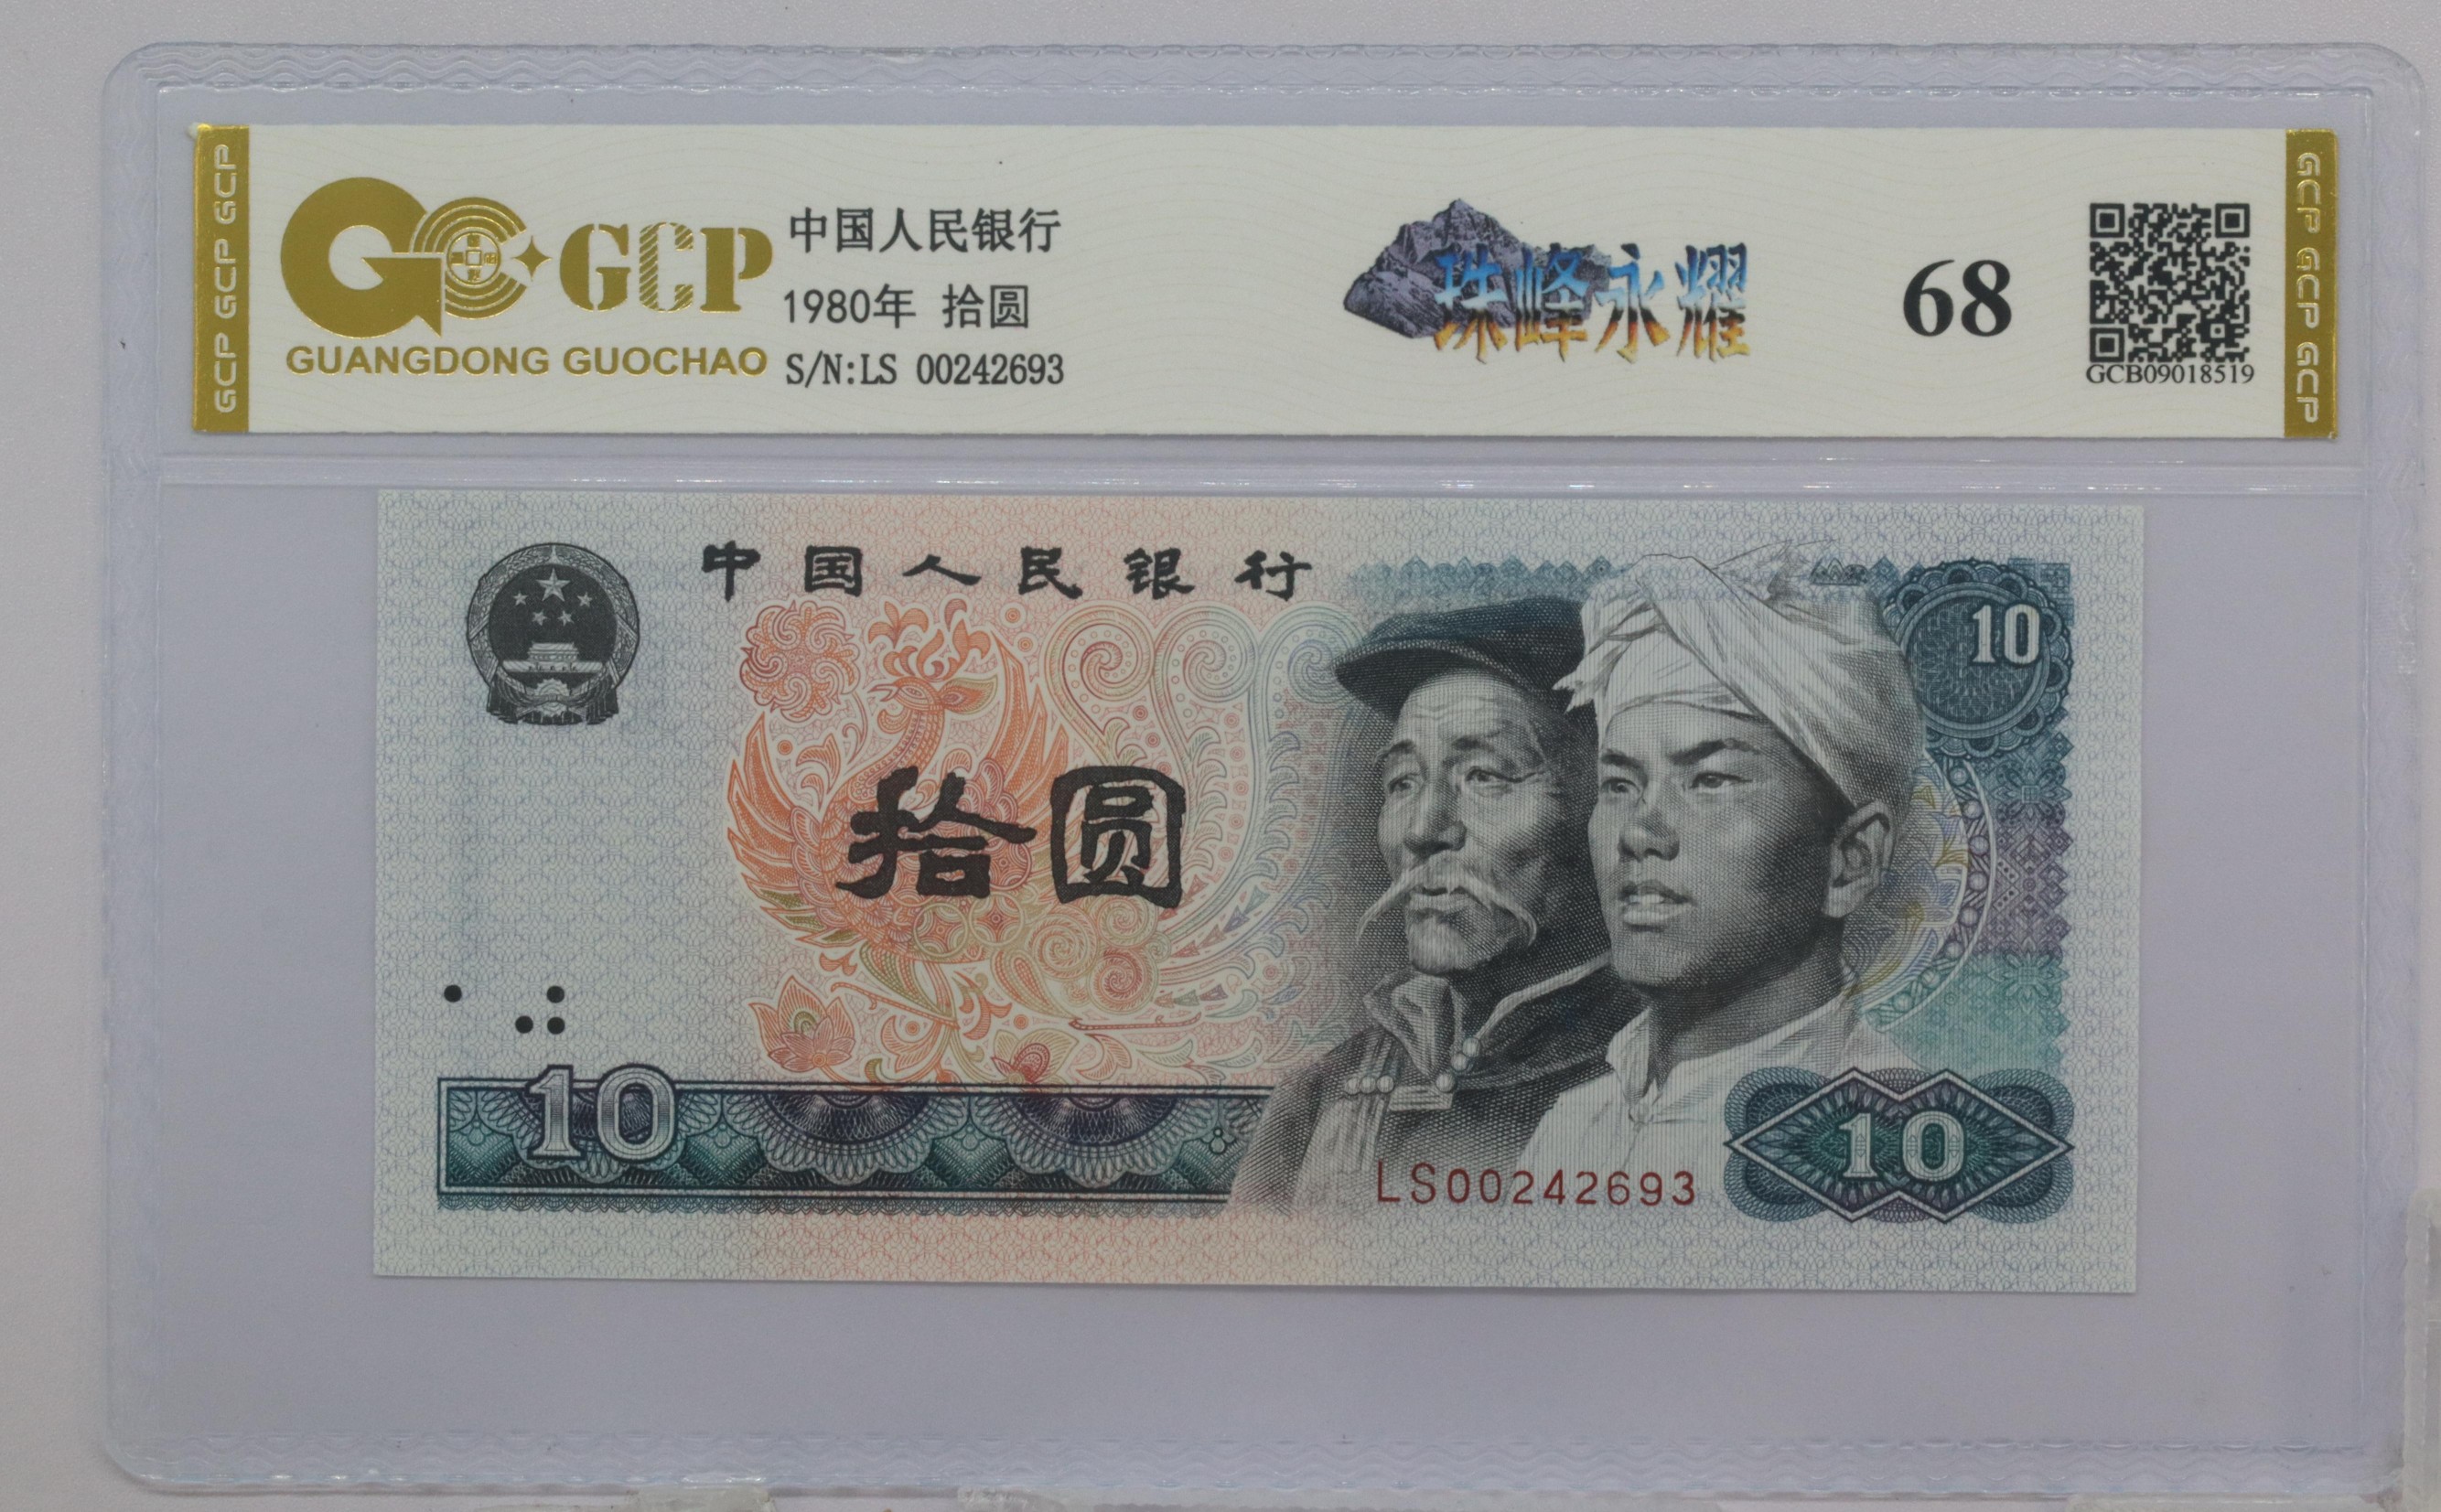 GCP GCP GCP
GCP
GUANGDONG GUOCHAO
中国人民银行
1980年 拾圆
S/N:LS 00242693
珠峰永耀
68
GCB09018519
GCP GCP GCP
中国人民银行
10
拾圆
10
LS00242693
10